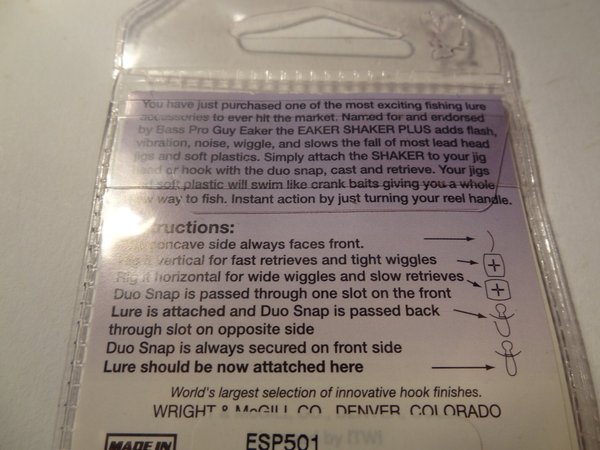 You have just purchased one of the most exciting fishing lure
accessories to ever hit the market. Named for and endorsed
by Bass Pro Guy Eaker the EAKER SHAKER PLUS adds flash,
vibration, noise, wiggle, and slows the fall of most lead head
jigs and soft plastics. Simply attach the SHAKER to your jig
head or hook with the duo snap, cast and retrieve. Your jigs
and soft plastic will swim like crank baits giving you a whole
new way to fish. Instant action by just turning your reel handle.
Instructions:
concave side always faces front.
Rig it vertical for fast retrieves and tight wiggles
Rig it horizontal for wide wiggles and slow retrieves
Duo Snap is passed through one slot on the front
Lure is attached and Duo Snap is passed back
through slot on opposite side
Duo Snap is always secured on front side
Lure should be now attatched here
World's largest selection of innovative hook finishes.
WRIGHT & McGILL CO. DENVER, COLORADO
MADE IN
ESP501